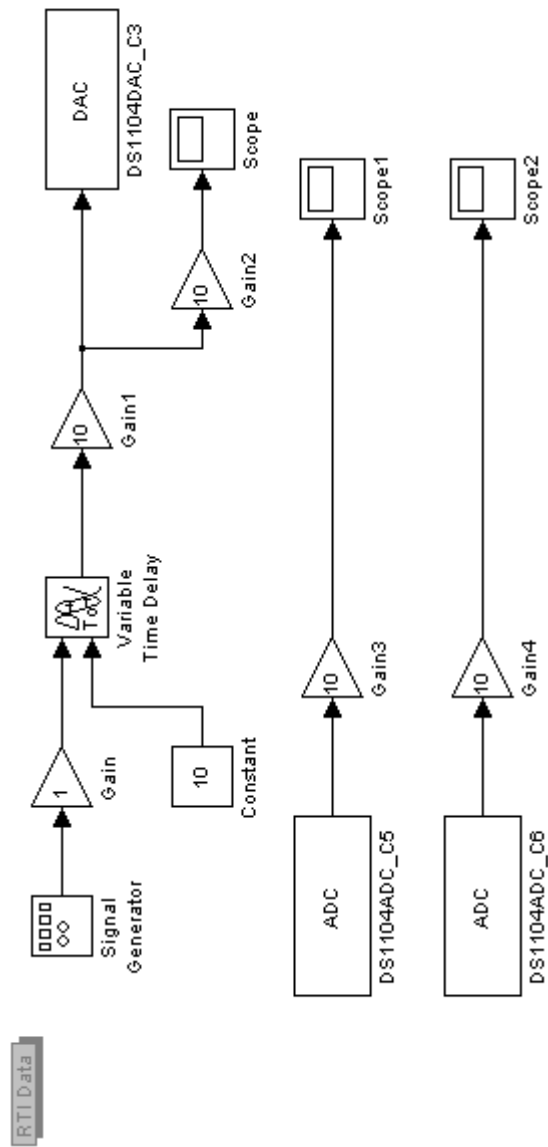 RTI Data
Signal
Generator
1
Gain
10
Constant
To
Variable
Time Delay
10
Gain1
DAC
DS1104DAC_C3
10
Gain2
Scope
ADC
DS1104ADC_C5
10
Gain3
Scope1
ADC
DS1104ADC_C6
10
Gain4
Scope2